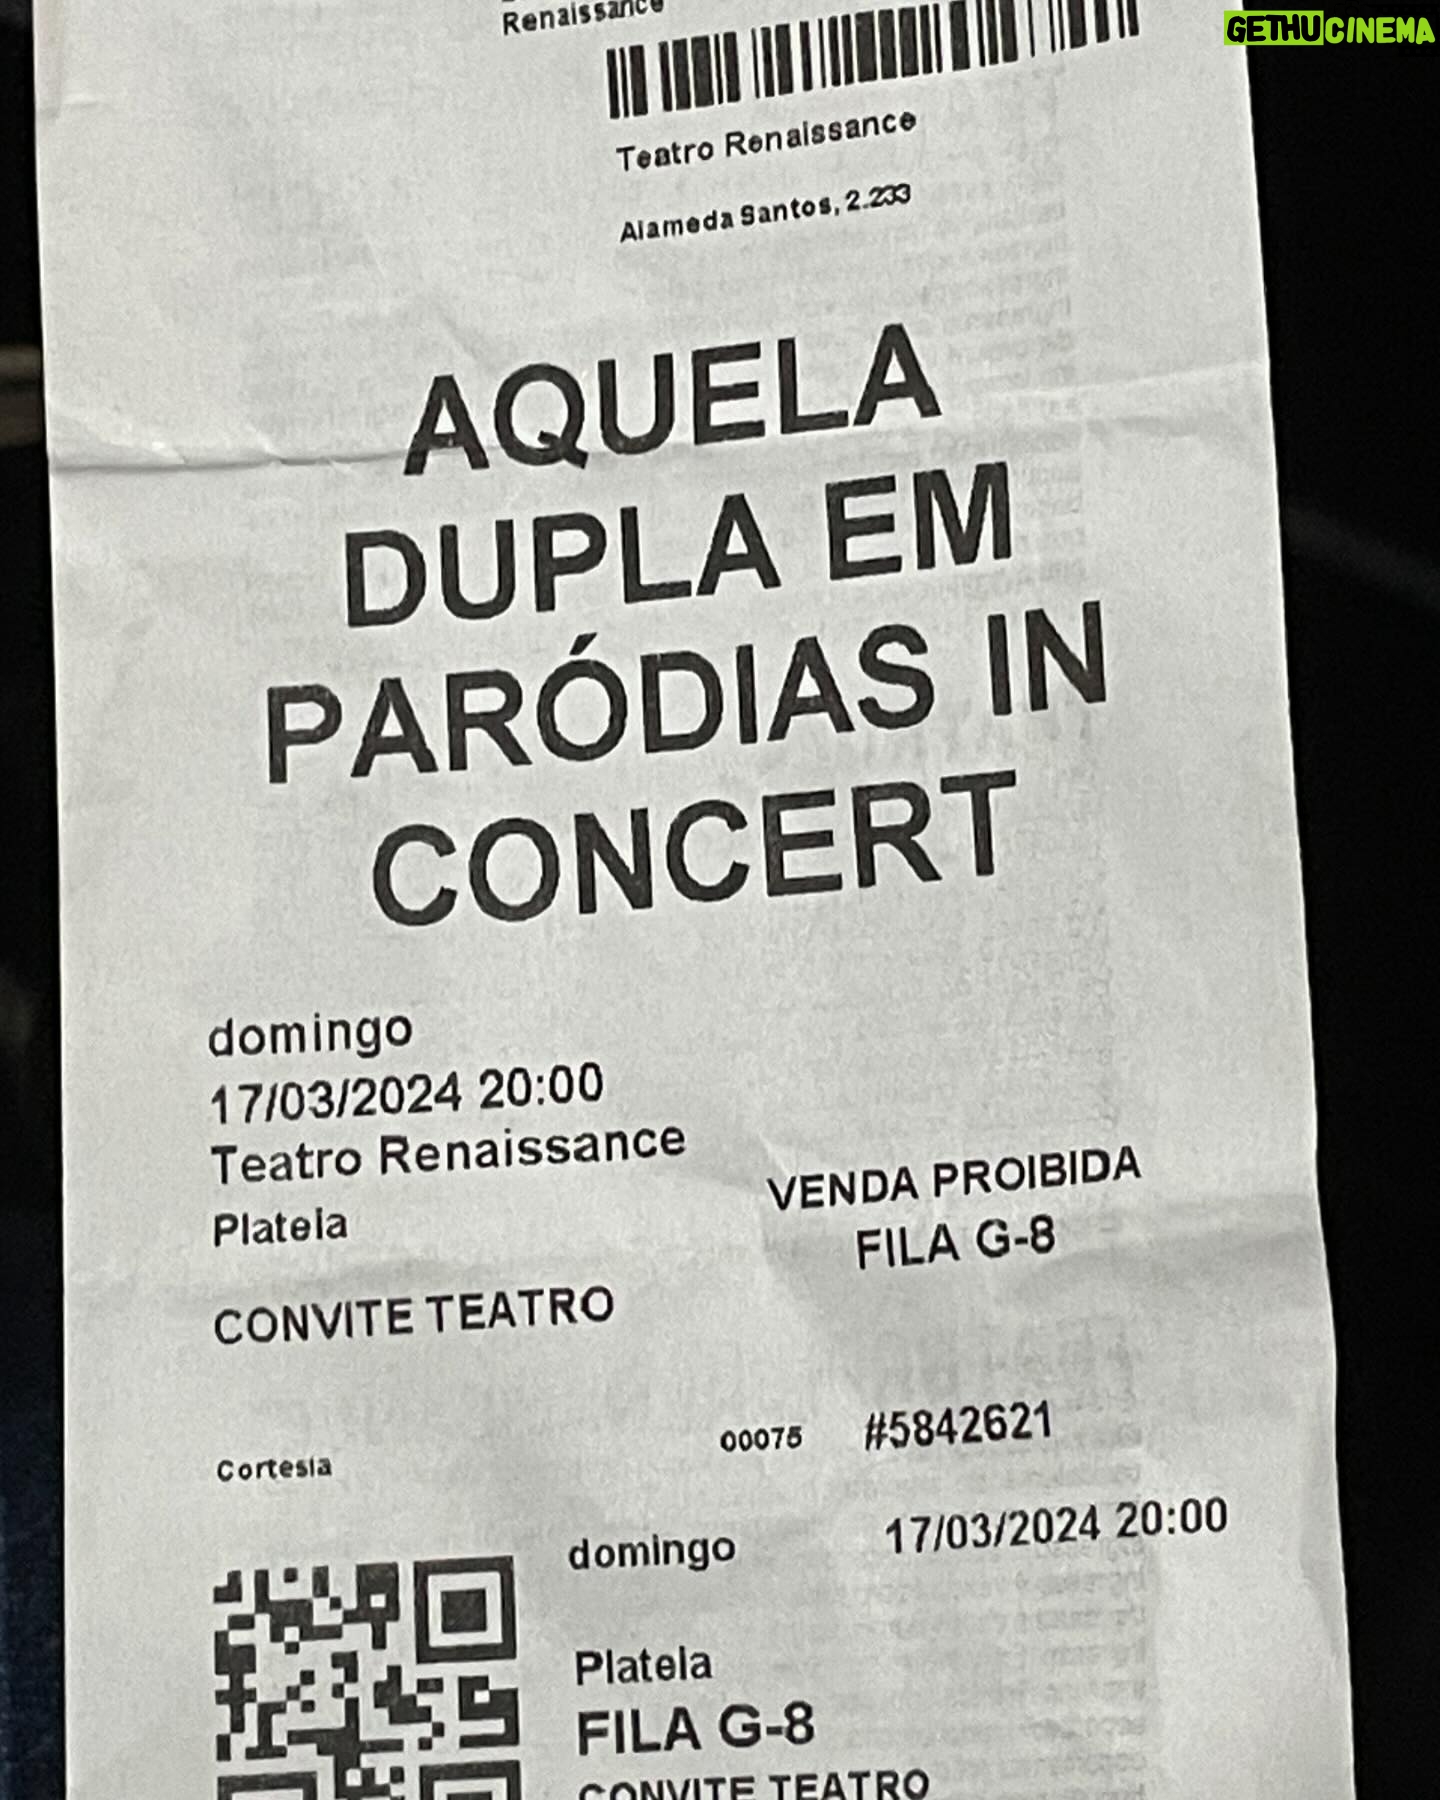 GETHUCINEMA
Renaissance
Teatro Renaissance
Alameda Santos, 2.233
AQUELA
DUPLA EM
PARÓDIAS IN
CONCERT
domingo
17/03/2024 20:00
Teatro Renaissance
Plateia
VENDA PROIBIDA
FILA G-8
CONVITE TEATRO
00075 #5842621
Cortesia
domingo 17/03/2024 20:00
Plateia
FILA G-8
CONVITE TEATRO